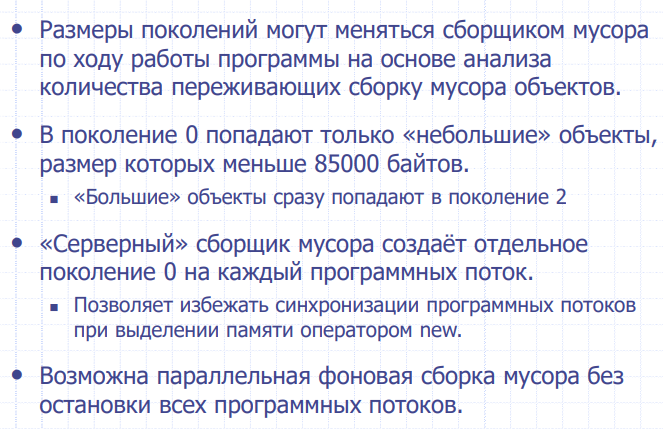 • Размеры поколений могут меняться сборщиком мусора
по ходу работы программы на основе анализа
количества переживающих сборку мусора объектов.
• В поколение 0 попадают только «небольшие» объекты,
размер которых меньше 85000 байтов.
▪ «Большие» объекты сразу попадают в поколение 2
• «Серверный» сборщик мусора создаёт отдельное
поколение 0 на каждый программных поток.
▪ Позволяет избежать синхронизации программных потоков
при выделении памяти оператором new.
• Возможна параллельная фоновая сборка мусора без
остановки всех программных потоков.